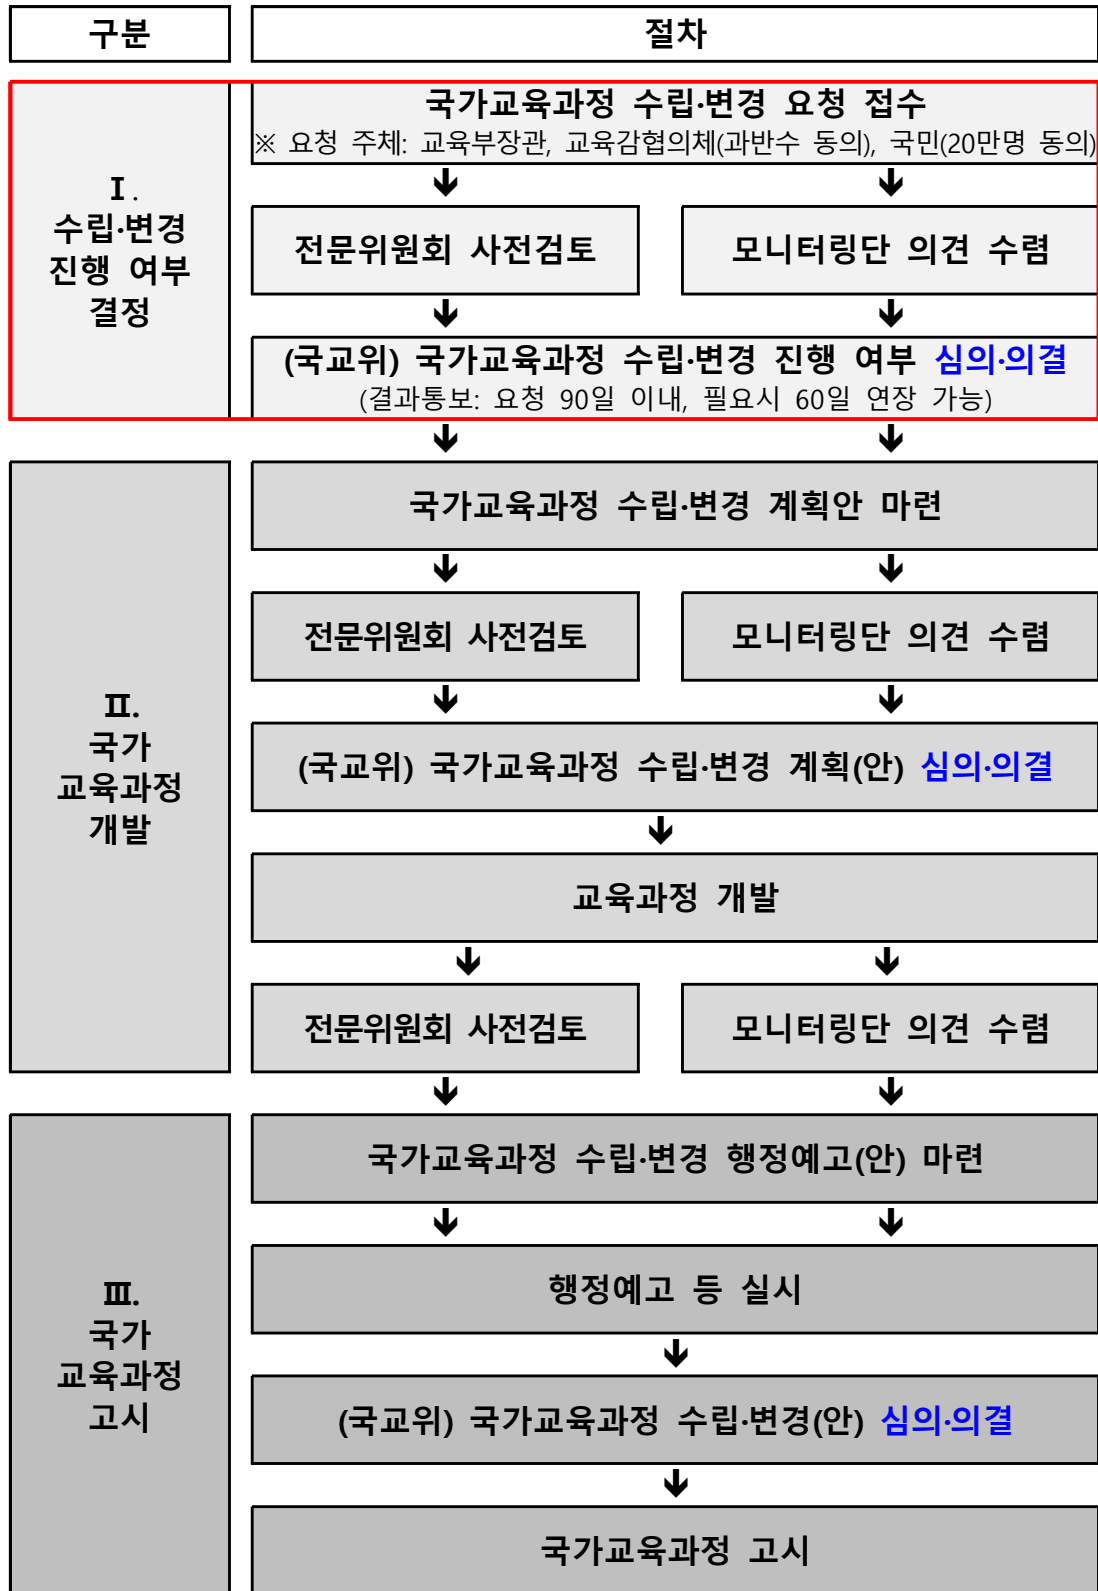 구분
절차
Ⅰ.
수립·변경
진행 여부
결정
국가교육과정 수립·변경 요청 접수
※ 요청 주체: 교육부장관, 교육감협의체(과반수 동의), 국민(20만명 동의)
🡻 🡻
전문위원회 사전검토
모니터링단 의견 수렴
🡻 🡻
(국교위) 국가교육과정 수립·변경 진행 여부 심의·의결
(결과통보: 요청 90일 이내, 필요시 60일 연장 가능)
🡻 🡻
Ⅱ.
국가
교육과정
개발
국가교육과정 수립·변경 계획안 마련
🡻 🡻
전문위원회 사전검토
모니터링단 의견 수렴
🡻 🡻
(국교위) 국가교육과정 수립·변경 계획(안) 심의·의결
🡻
교육과정 개발
🡻 🡻
전문위원회 사전검토
모니터링단 의견 수렴
🡻 🡻
Ⅲ.
국가
교육과정
고시
국가교육과정 수립·변경 행정예고(안) 마련
🡻 🡻
행정예고 등 실시
🡻
(국교위) 국가교육과정 수립·변경(안) 심의·의결
🡻
국가교육과정 고시